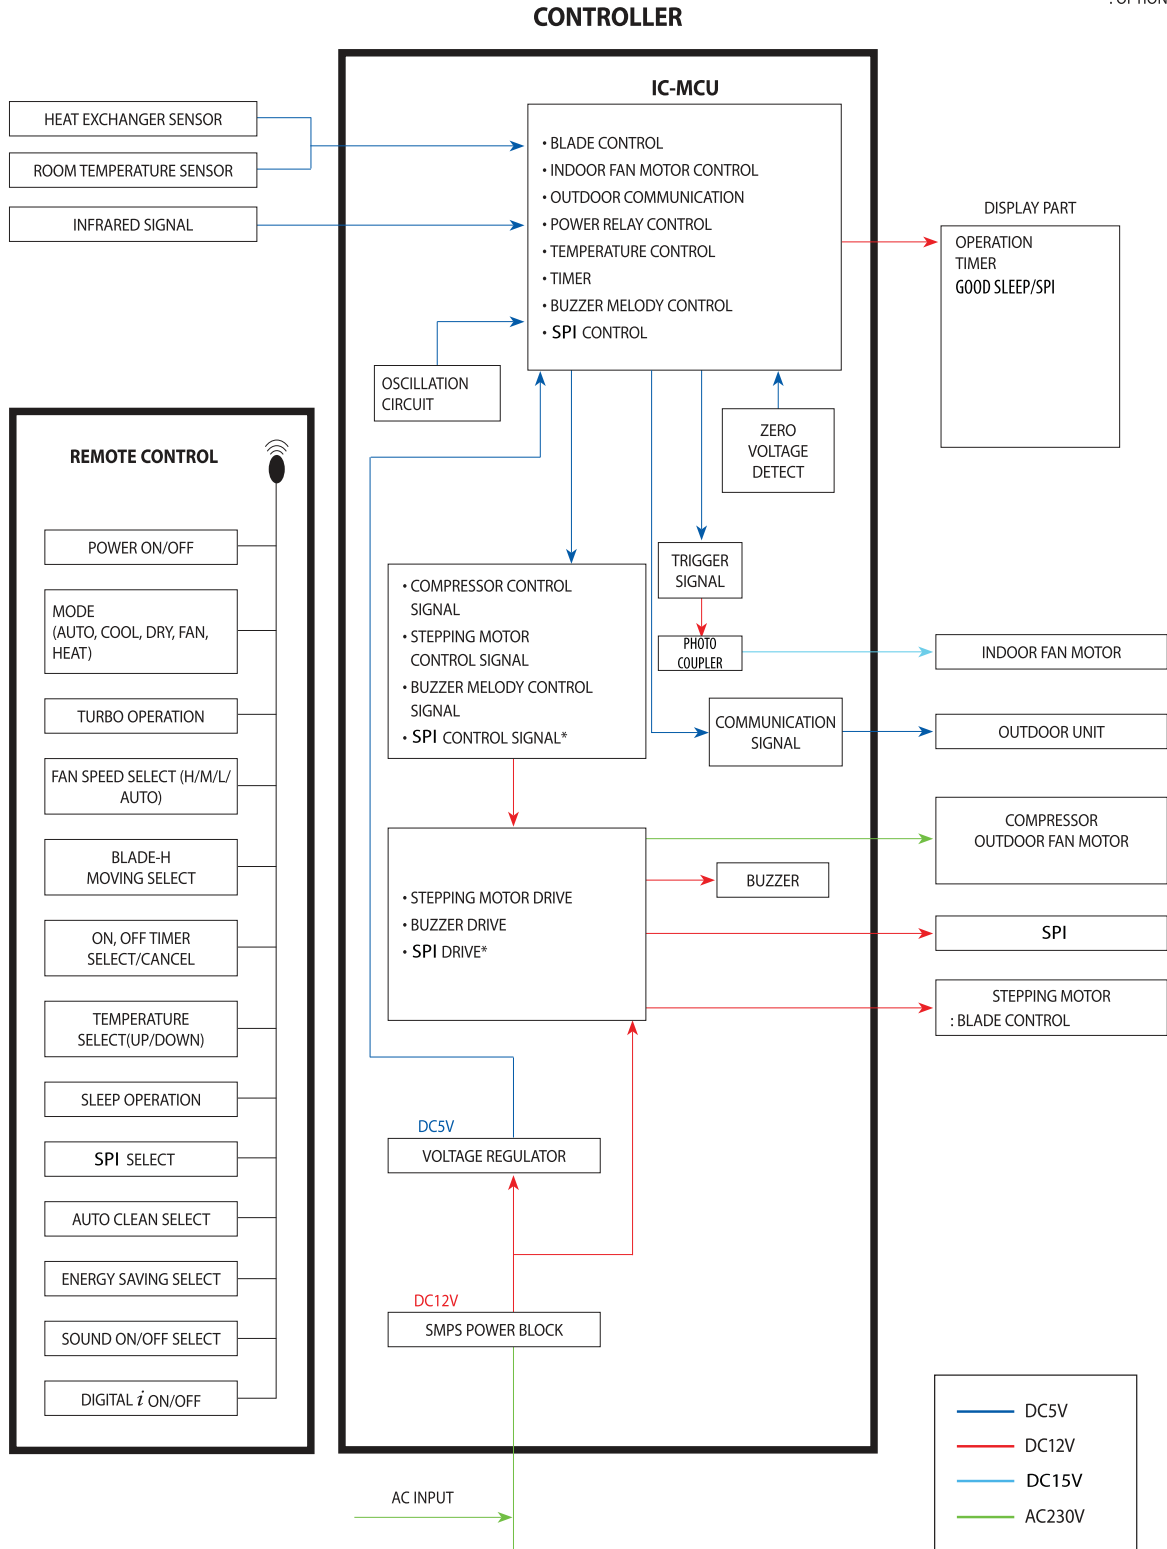 : OPTION
CONTROLLER
IC-MCU
HEAT EXCHANGER SENSOR
ROOM TEMPERATURE SENSOR
INFRARED SIGNAL
• BLADE CONTROL
• INDOOR FAN MOTOR CONTROL
• OUTDOOR COMMUNICATION
• POWER RELAY CONTROL
• TEMPERATURE CONTROL
• TIMER
• BUZZER MELODY CONTROL
• SPI CONTROL
DISPLAY PART
OPERATION
TIMER
GOOD SLEEP/SPI
OSCILLATION
CIRCUIT
ZERO
VOLTAGE
DETECT
REMOTE CONTROL
POWER ON/OFF
MODE
(AUTO, COOL, DRY, FAN,
HEAT)
TURBO OPERATION
FAN SPEED SELECT (H/M/L/
AUTO)
BLADE-H
MOVING SELECT
ON, OFF TIMER
SELECT/CANCEL
TEMPERATURE
SELECT(UP/DOWN)
SLEEP OPERATION
SPI SELECT
AUTO CLEAN SELECT
ENERGY SAVING SELECT
SOUND ON/OFF SELECT
DIGITAL i ON/OFF
• COMPRESSOR CONTROL
SIGNAL
• STEPPING MOTOR
CONTROL SIGNAL
• BUZZER MELODY CONTROL
SIGNAL
• SPI CONTROL SIGNAL*
TRIGGER
SIGNAL
PHOTO
COUPLER
COMMUNICATION
SIGNAL
INDOOR FAN MOTOR
OUTDOOR UNIT
COMPRESSOR
OUTDOOR FAN MOTOR
• STEPPING MOTOR DRIVE
• BUZZER DRIVE
• SPI DRIVE*
BUZZER
SPI
STEPPING MOTOR
: BLADE CONTROL
DC5V
VOLTAGE REGULATOR
DC12V
SMPS POWER BLOCK
AC INPUT
DC5V
DC12V
DC15V
AC230V